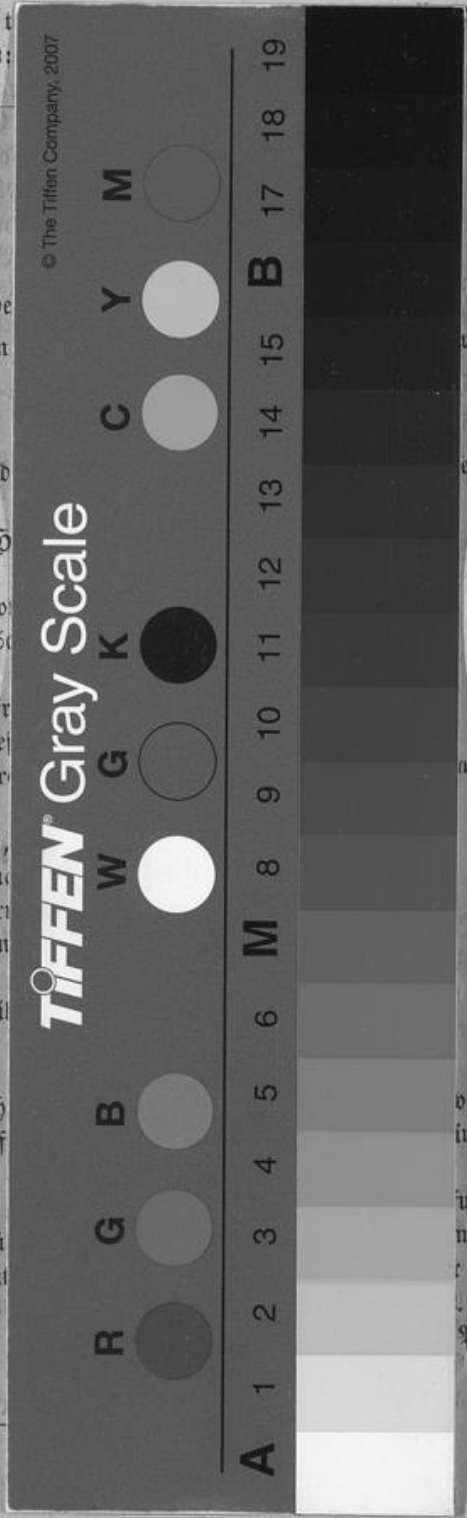 TIFFEN® Gray Scale
© The Tiffen Company, 2007
R G B W G K C Y M
A 1 2 3 4 5 6 M 8 9 10 11 12 13 14 15 B 17 18 19